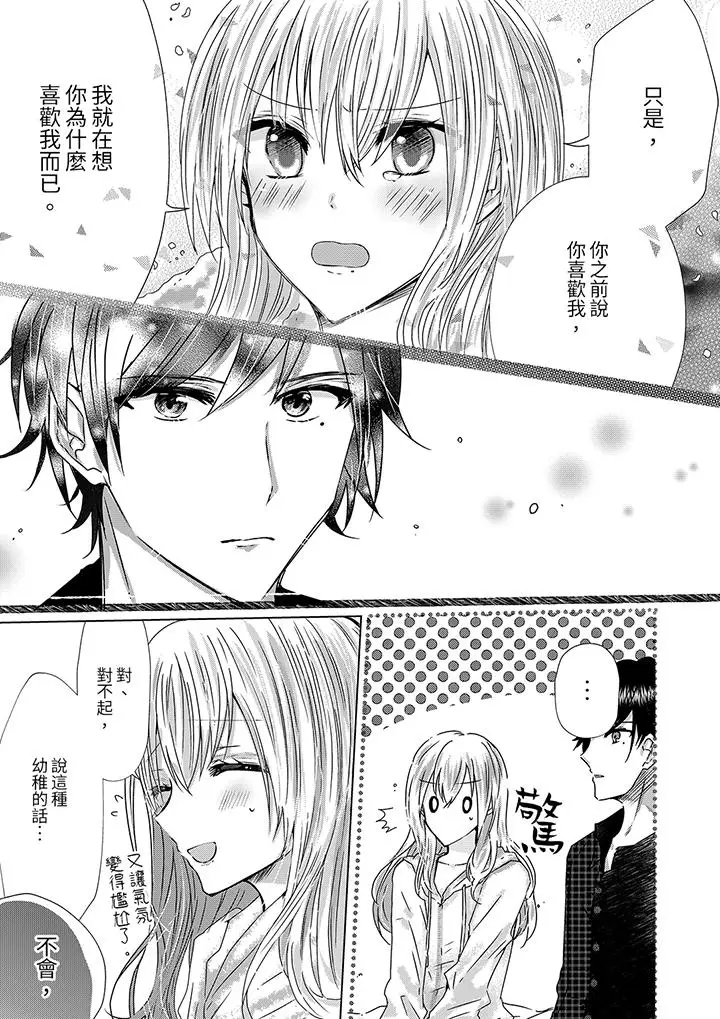 只是，
你之前說
你喜歡我，
我就在想
你為什麼
喜歡我而已。
…
驚
對、
對不起，
說這種
幼稚的話…
又讓氣氛
變得尷尬了。
不會，